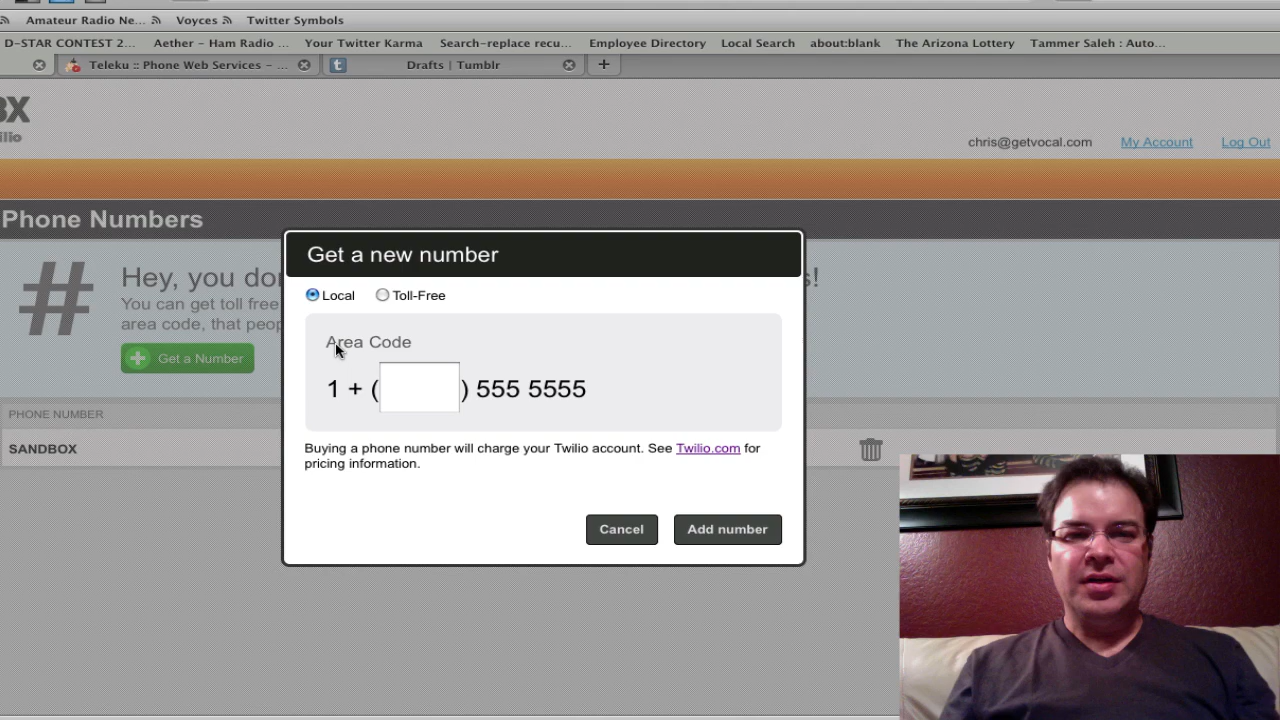 Amateur Radio Ne... Voyces Twitter Symbols
D-STAR CONTEST 2... Aether – Ham Radio ... Your Twitter Karma Search-replace recu... Employee Directory Local Search about:blank The Arizona Lottery Tammer Saleh : Auto...
Teleku :: Phone Web Services – ... t Drafts | Tumblr +
BX
ilio
chris@getvocal.com My Account Log Out
Phone Numbers
# Hey, you don s!
You can get toll free
area code, that peop
Get a Number
PHONE NUMBER
SANDBOX
Get a new number
Local Toll-Free
Area Code
1 + ( ) 555 5555
Buying a phone number will charge your Twilio account. See Twilio.com for
pricing information.
Cancel Add number